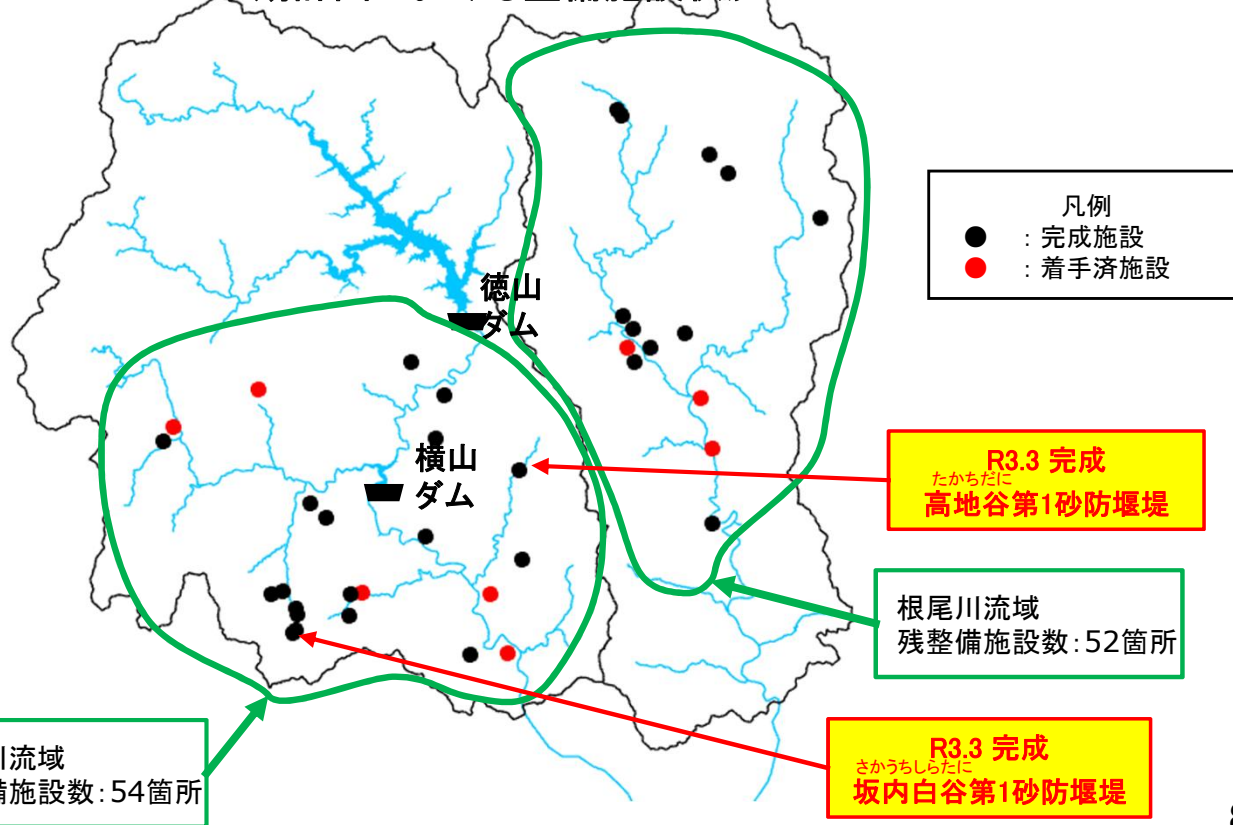 徳山
ダム
横山
ダム
凡例
● : 完成施設
● : 着手済施設
R3.3 完成
たかちだに
高地谷第1砂防堰堤
根尾川流域
残整備施設数:52箇所
R3.3 完成
さかうちしらたに
坂内白谷第1砂防堰堤
川流域
備施設数:54箇所